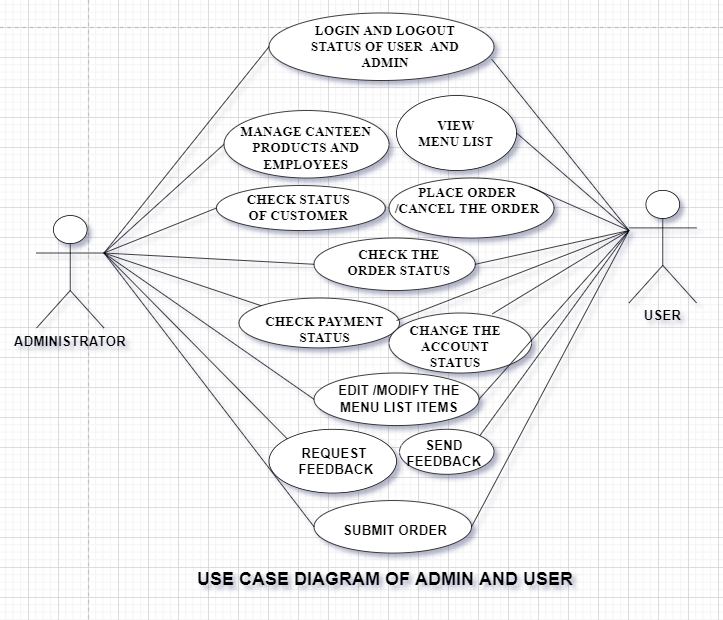 LOGIN AND LOGOUT
STATUS OF USER AND
ADMIN
MANAGE CANTEEN
PRODUCTS AND
EMPLOYEES
VIEW
MENU LIST
CHECK STATUS
OF CUSTOMER
PLACE ORDER
/CANCEL THE ORDER
CHECK THE
ORDER STATUS
ADMINISTRATOR
USER
CHECK PAYMENT
STATUS
CHANGE THE
ACCOUNT
STATUS
EDIT /MODIFY THE
MENU LIST ITEMS
REQUEST
FEEDBACK
SEND
FEEDBACK
SUBMIT ORDER
USE CASE DIAGRAM OF ADMIN AND USER